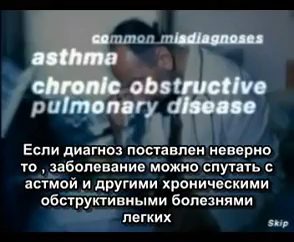 common misdiagnoses
asthma
chronic obstructive
pulmonary disease
Если диагноз поставлен неверно
то , заболевание можно спутать с
астмой и другими хроническими
обструктивными болезнями
легких
Skip